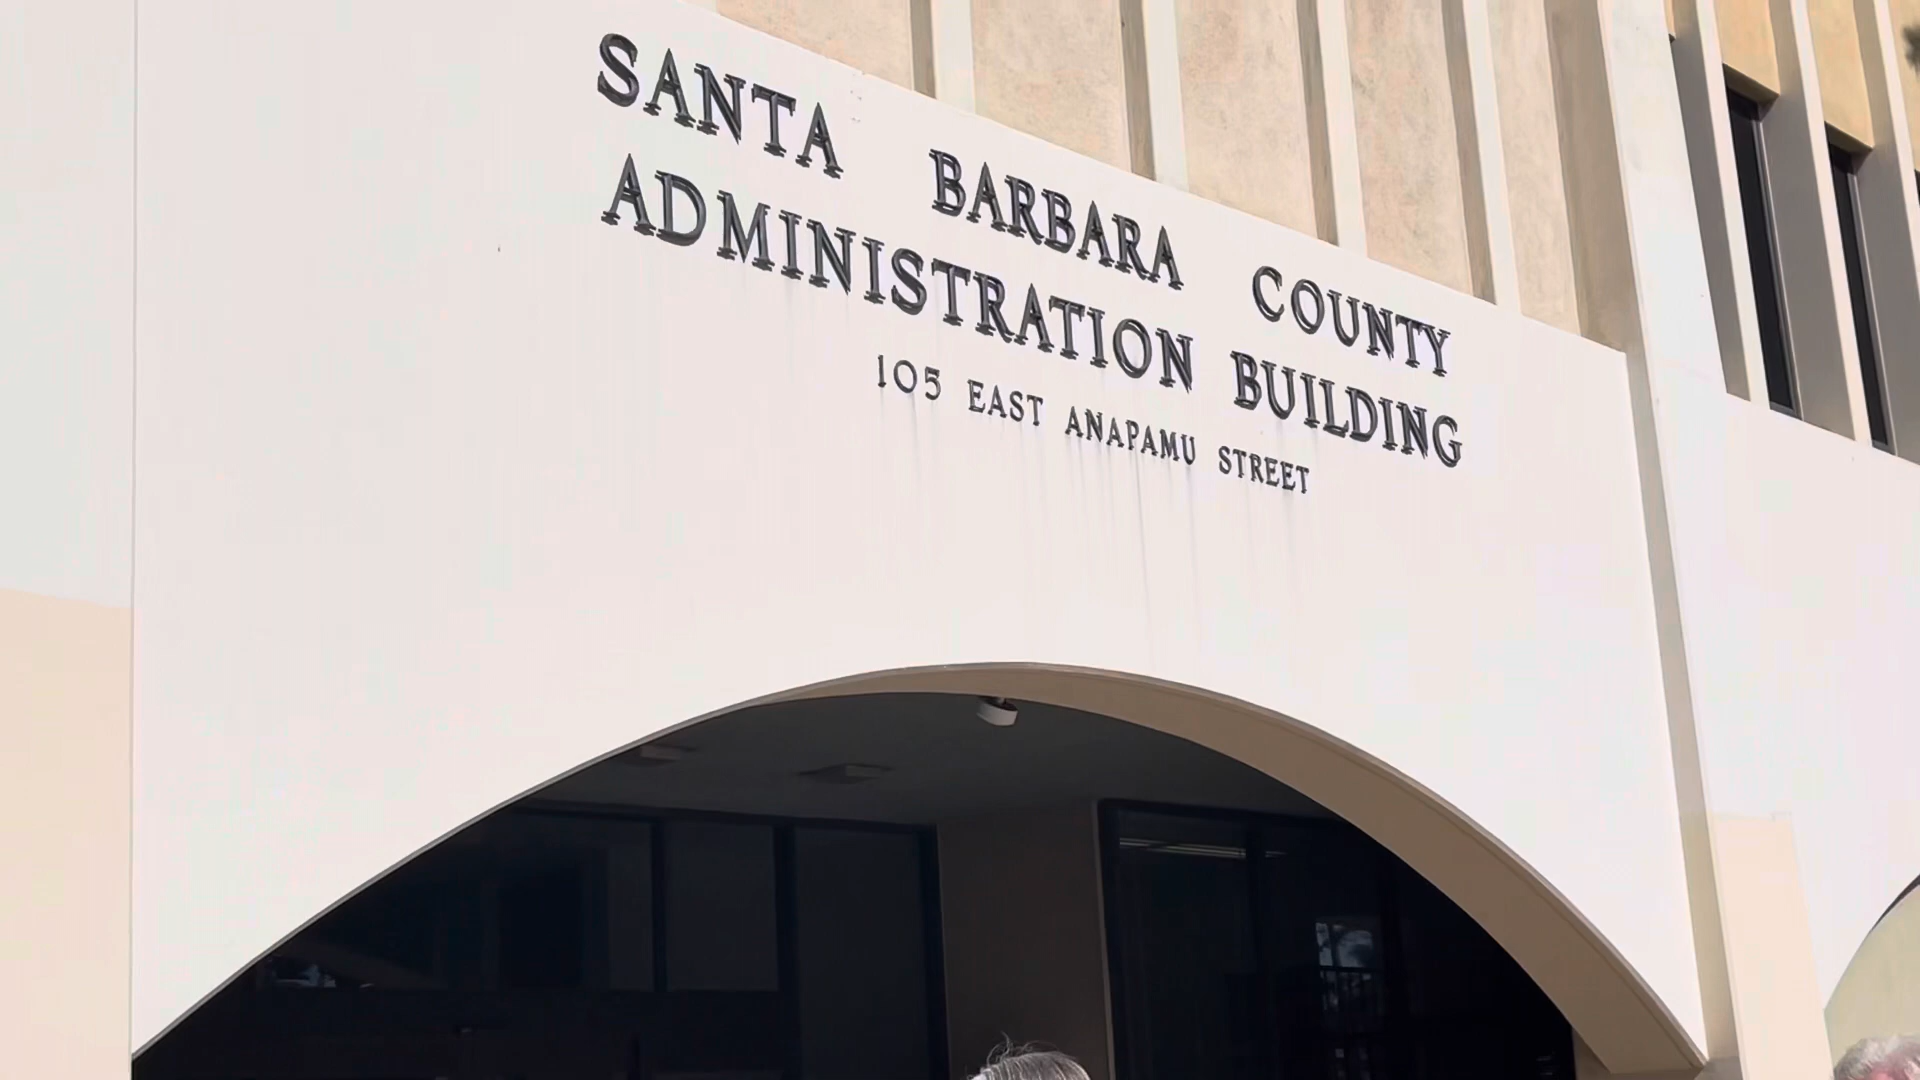 SANTA BARBARA COUNTY
ADMINISTRATION BUILDING
105 EAST ANAPAMU STREET